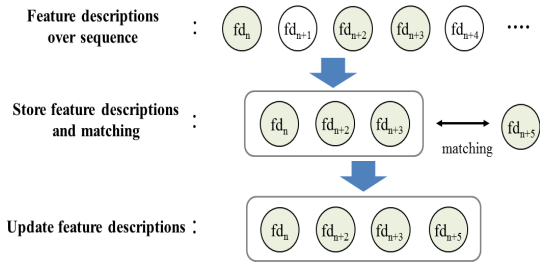 Feature descriptions
over sequence :
fdn fdn+1 fdn+2 fdn+3 fdn+4 ....
Store feature descriptions
and matching :
fdn fdn+2 fdn+3
matching
fdn+5
Update feature descriptions :
fdn fdn+2 fdn+3 fdn+5